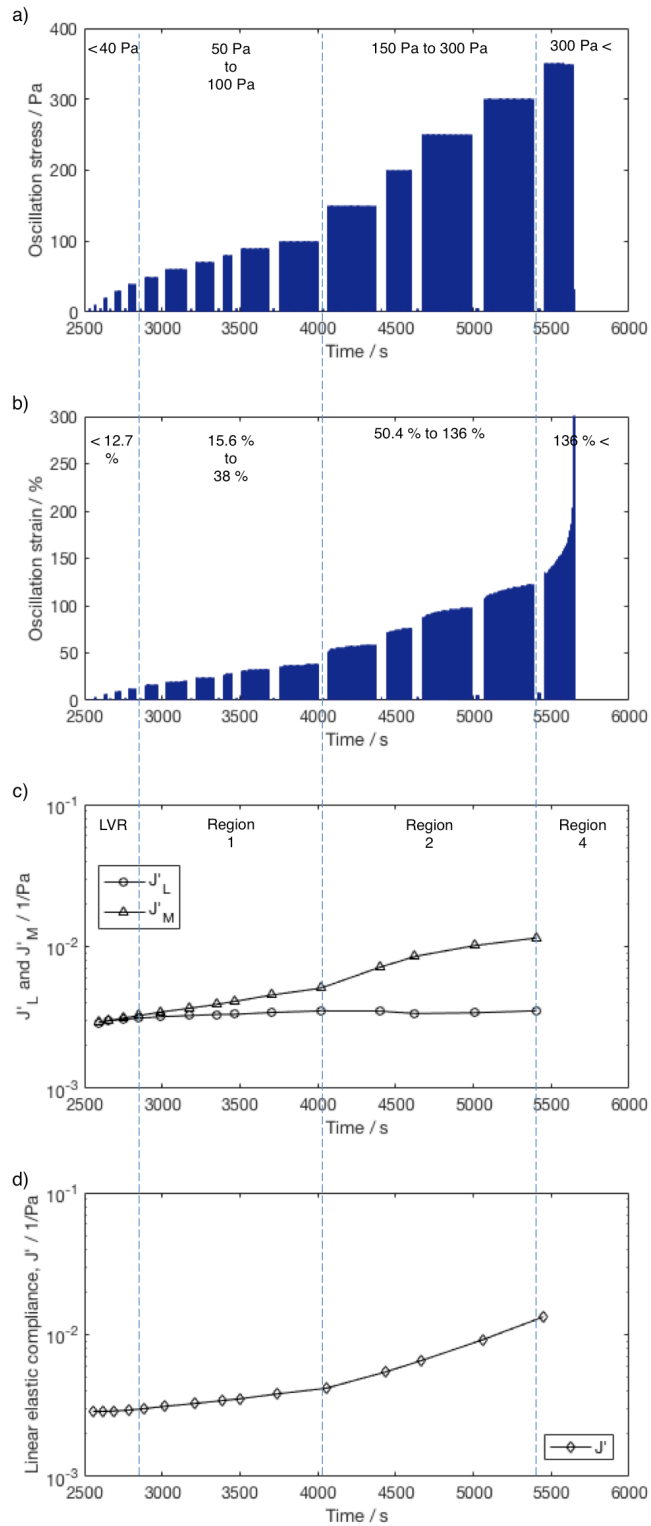 a)
400
< 40 Pa
50 Pa
to
100 Pa
150 Pa to 300 Pa
300 Pa <
300
200
100
0
Oscillation stress / Pa
2500 3000 3500 4000 4500 5000 5500 6000
Time / s
b)
300
< 12.7
%
15.6 %
to
38 %
50.4 % to 136 %
136 % <
250
200
150
100
50
0
Oscillation strain / %
2500 3000 3500 4000 4500 5000 5500 6000
Time / s
c)
10-1
LVR
Region
1
Region
2
Region
4
J'L
J'M
10-2
10-3
J'L and J'M / 1/Pa
2500 3000 3500 4000 4500 5000 5500 6000
Time / s
d)
10-1
10-2
10-3
Linear elastic compliance, J' / 1/Pa
J'
2500 3000 3500 4000 4500 5000 5500 6000
Time / s